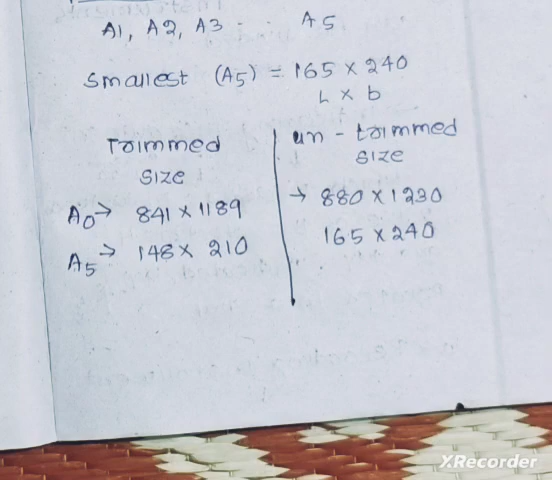 A1, A2, A3 . . . A5
Smallest (A5) = 165 × 240
L × b
Trimmed size
un - trimmed size
A0 → 841 × 1189
→ 880 × 1230
A5 → 148 × 210
165 × 240
XRecorder